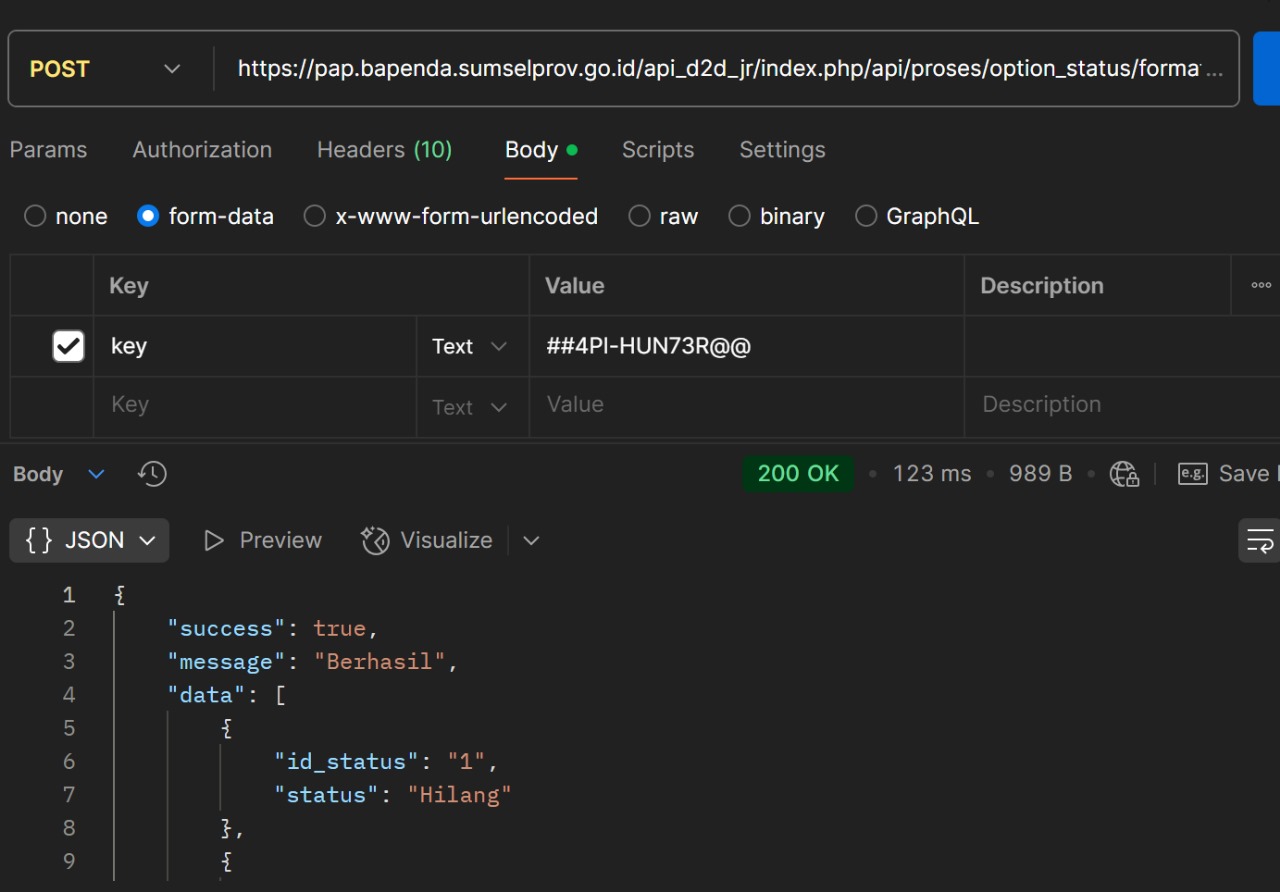 POST https://pap.bapenda.sumselprov.go.id/api_d2d_jr/index.php/api/proses/option_status/forma ...
Params Authorization Headers (10) Body Scripts Settings
none form-data x-www-form-urlencoded raw binary GraphQL
Key Value Description
key Text ##4PI-HUN73R@@
Key Text Value Description
Body 200 OK 123 ms 989 B e.g. Save
{ } JSON Preview Visualize
1 {
2 "success": true,
3 "message": "Berhasil",
4 "data": [
5 {
6 "id_status": "1",
7 "status": "Hilang"
8 },
9 {